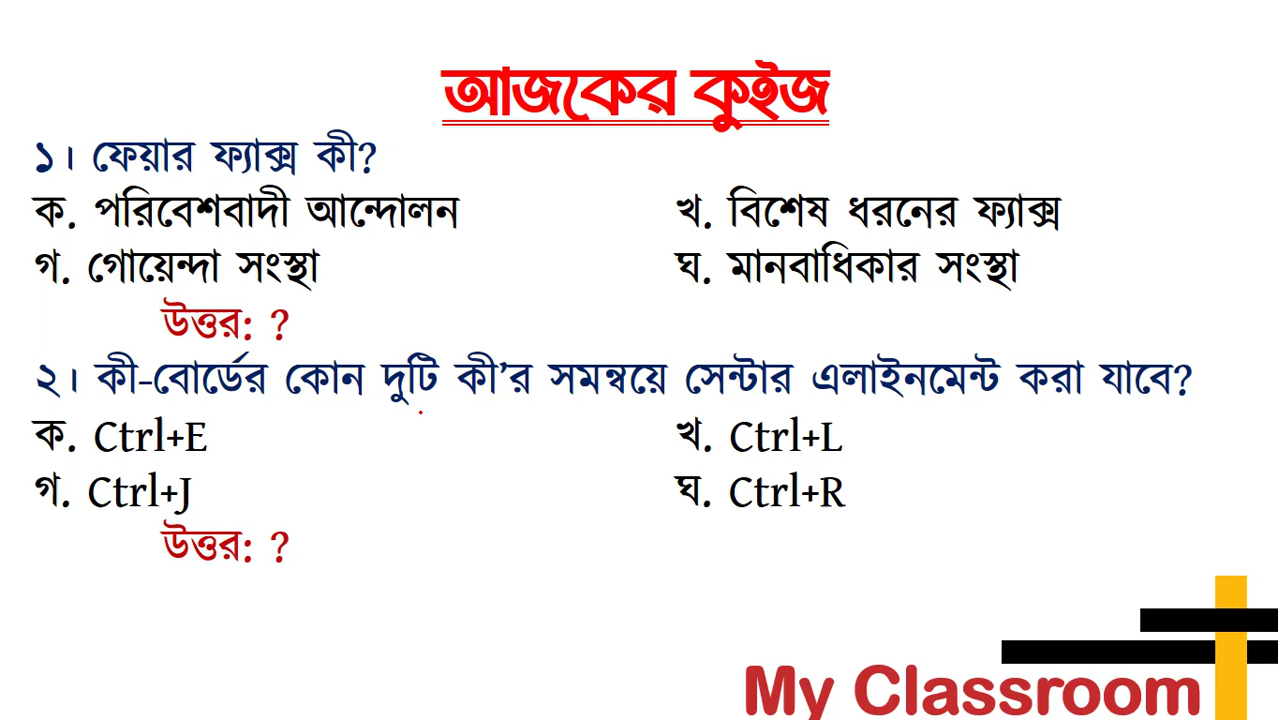 আজকের কুইজ
১। ফেয়ার ফ্যাক্স কী?
ক. পরিবেশবাদী আন্দোলন খ. বিশেষ ধরনের ফ্যাক্স
গ. গোয়েন্দা সংস্থা ঘ. মানবাধিকার সংস্থা
উত্তর: ?
২। কী-বোর্ডের কোন দুটি কী’র সমন্বয়ে সেন্টার এলাইনমেন্ট করা যাবে?
ক. Ctrl+E খ. Ctrl+L
গ. Ctrl+J ঘ. Ctrl+R
উত্তর: ?
My Classroom